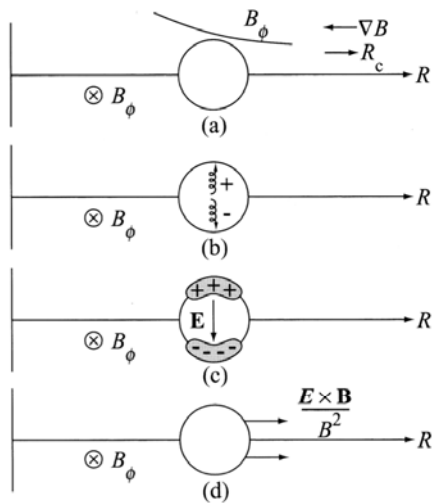 B_ϕ
← ∇B
→ R_c
R
⊗ B_ϕ
(a)
+
-
R
⊗ B_ϕ
(b)
+ + +
E
R
- - - -
⊗ B_ϕ
(c)
E × B
B²
R
⊗ B_ϕ
(d)